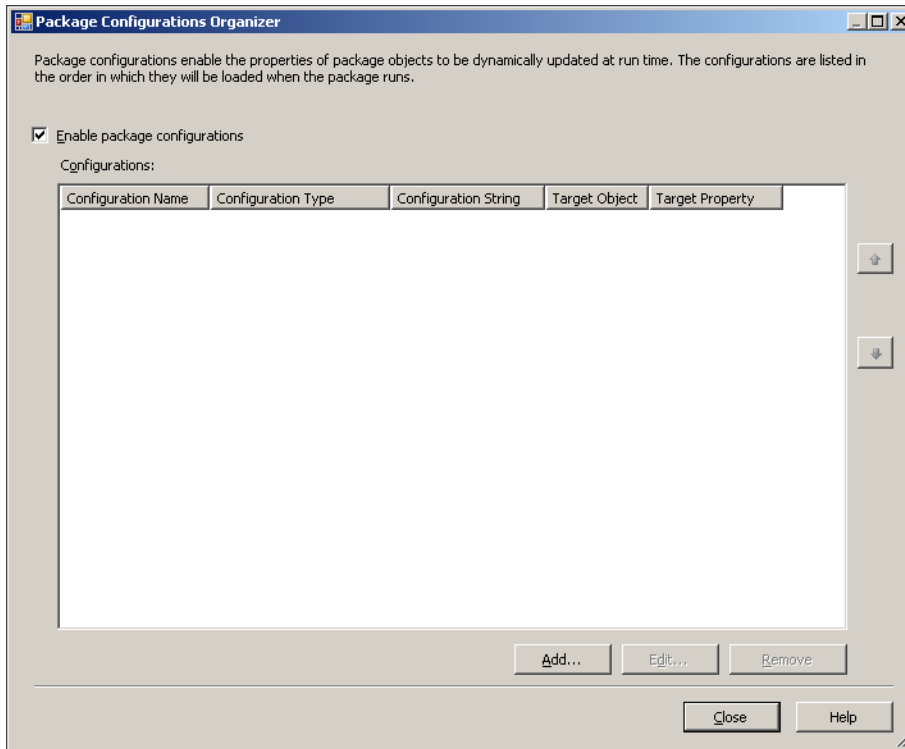 Package Configurations Organizer
Package configurations enable the properties of package objects to be dynamically updated at run time. The configurations are listed in
the order in which they will be loaded when the package runs.
Enable package configurations
Configurations:
Configuration Name Configuration Type Configuration String Target Object Target Property
Add... Edit... Remove
Close Help